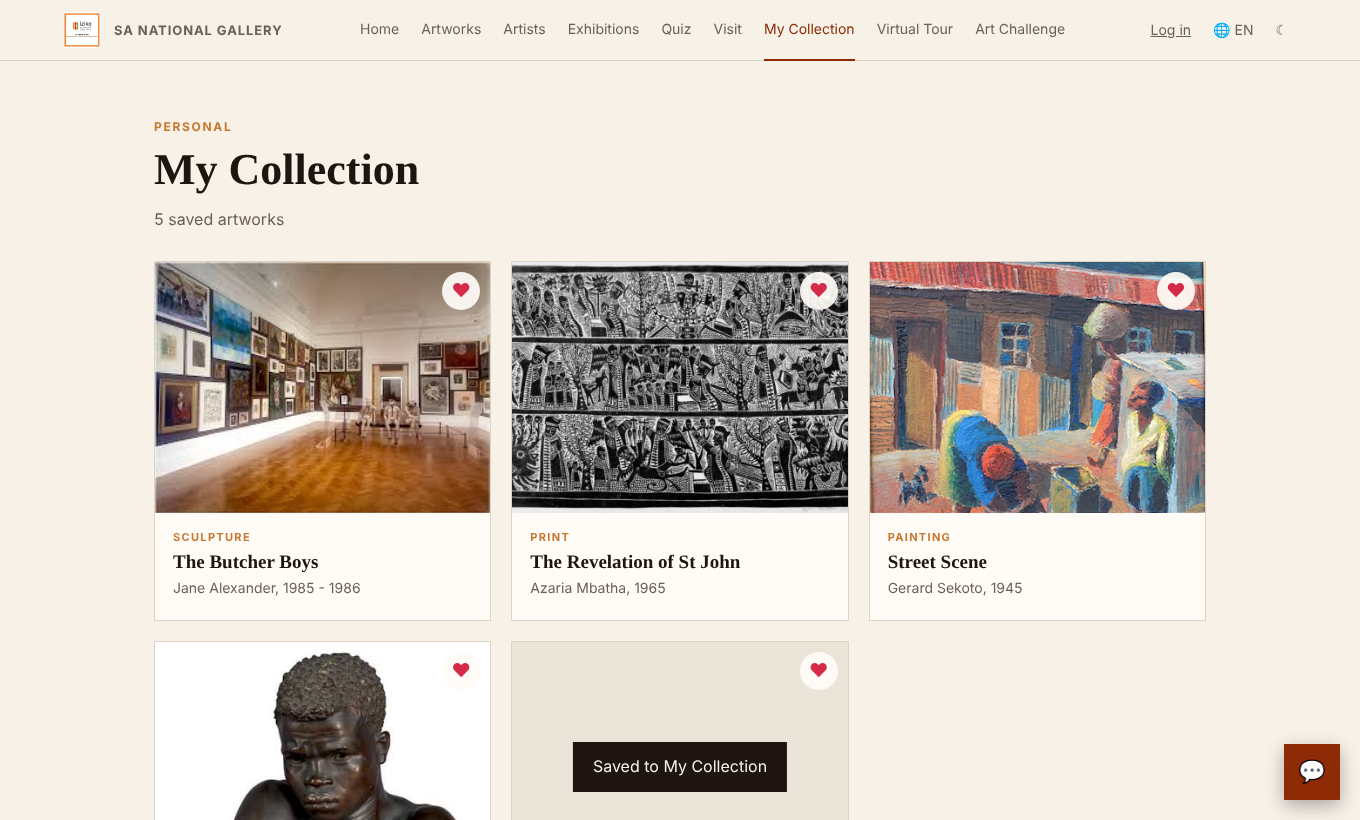 SA NATIONAL GALLERY
Home
Artworks
Artists
Exhibitions
Quiz
Visit
My Collection
Virtual Tour
Art Challenge
Log in
🌐 EN
☾
PERSONAL
My Collection
5 saved artworks
SCULPTURE
The Butcher Boys
Jane Alexander, 1985 - 1986
PRINT
The Revelation of St John
Azaria Mbatha, 1965
PAINTING
Street Scene
Gerard Sekoto, 1945
Saved to My Collection